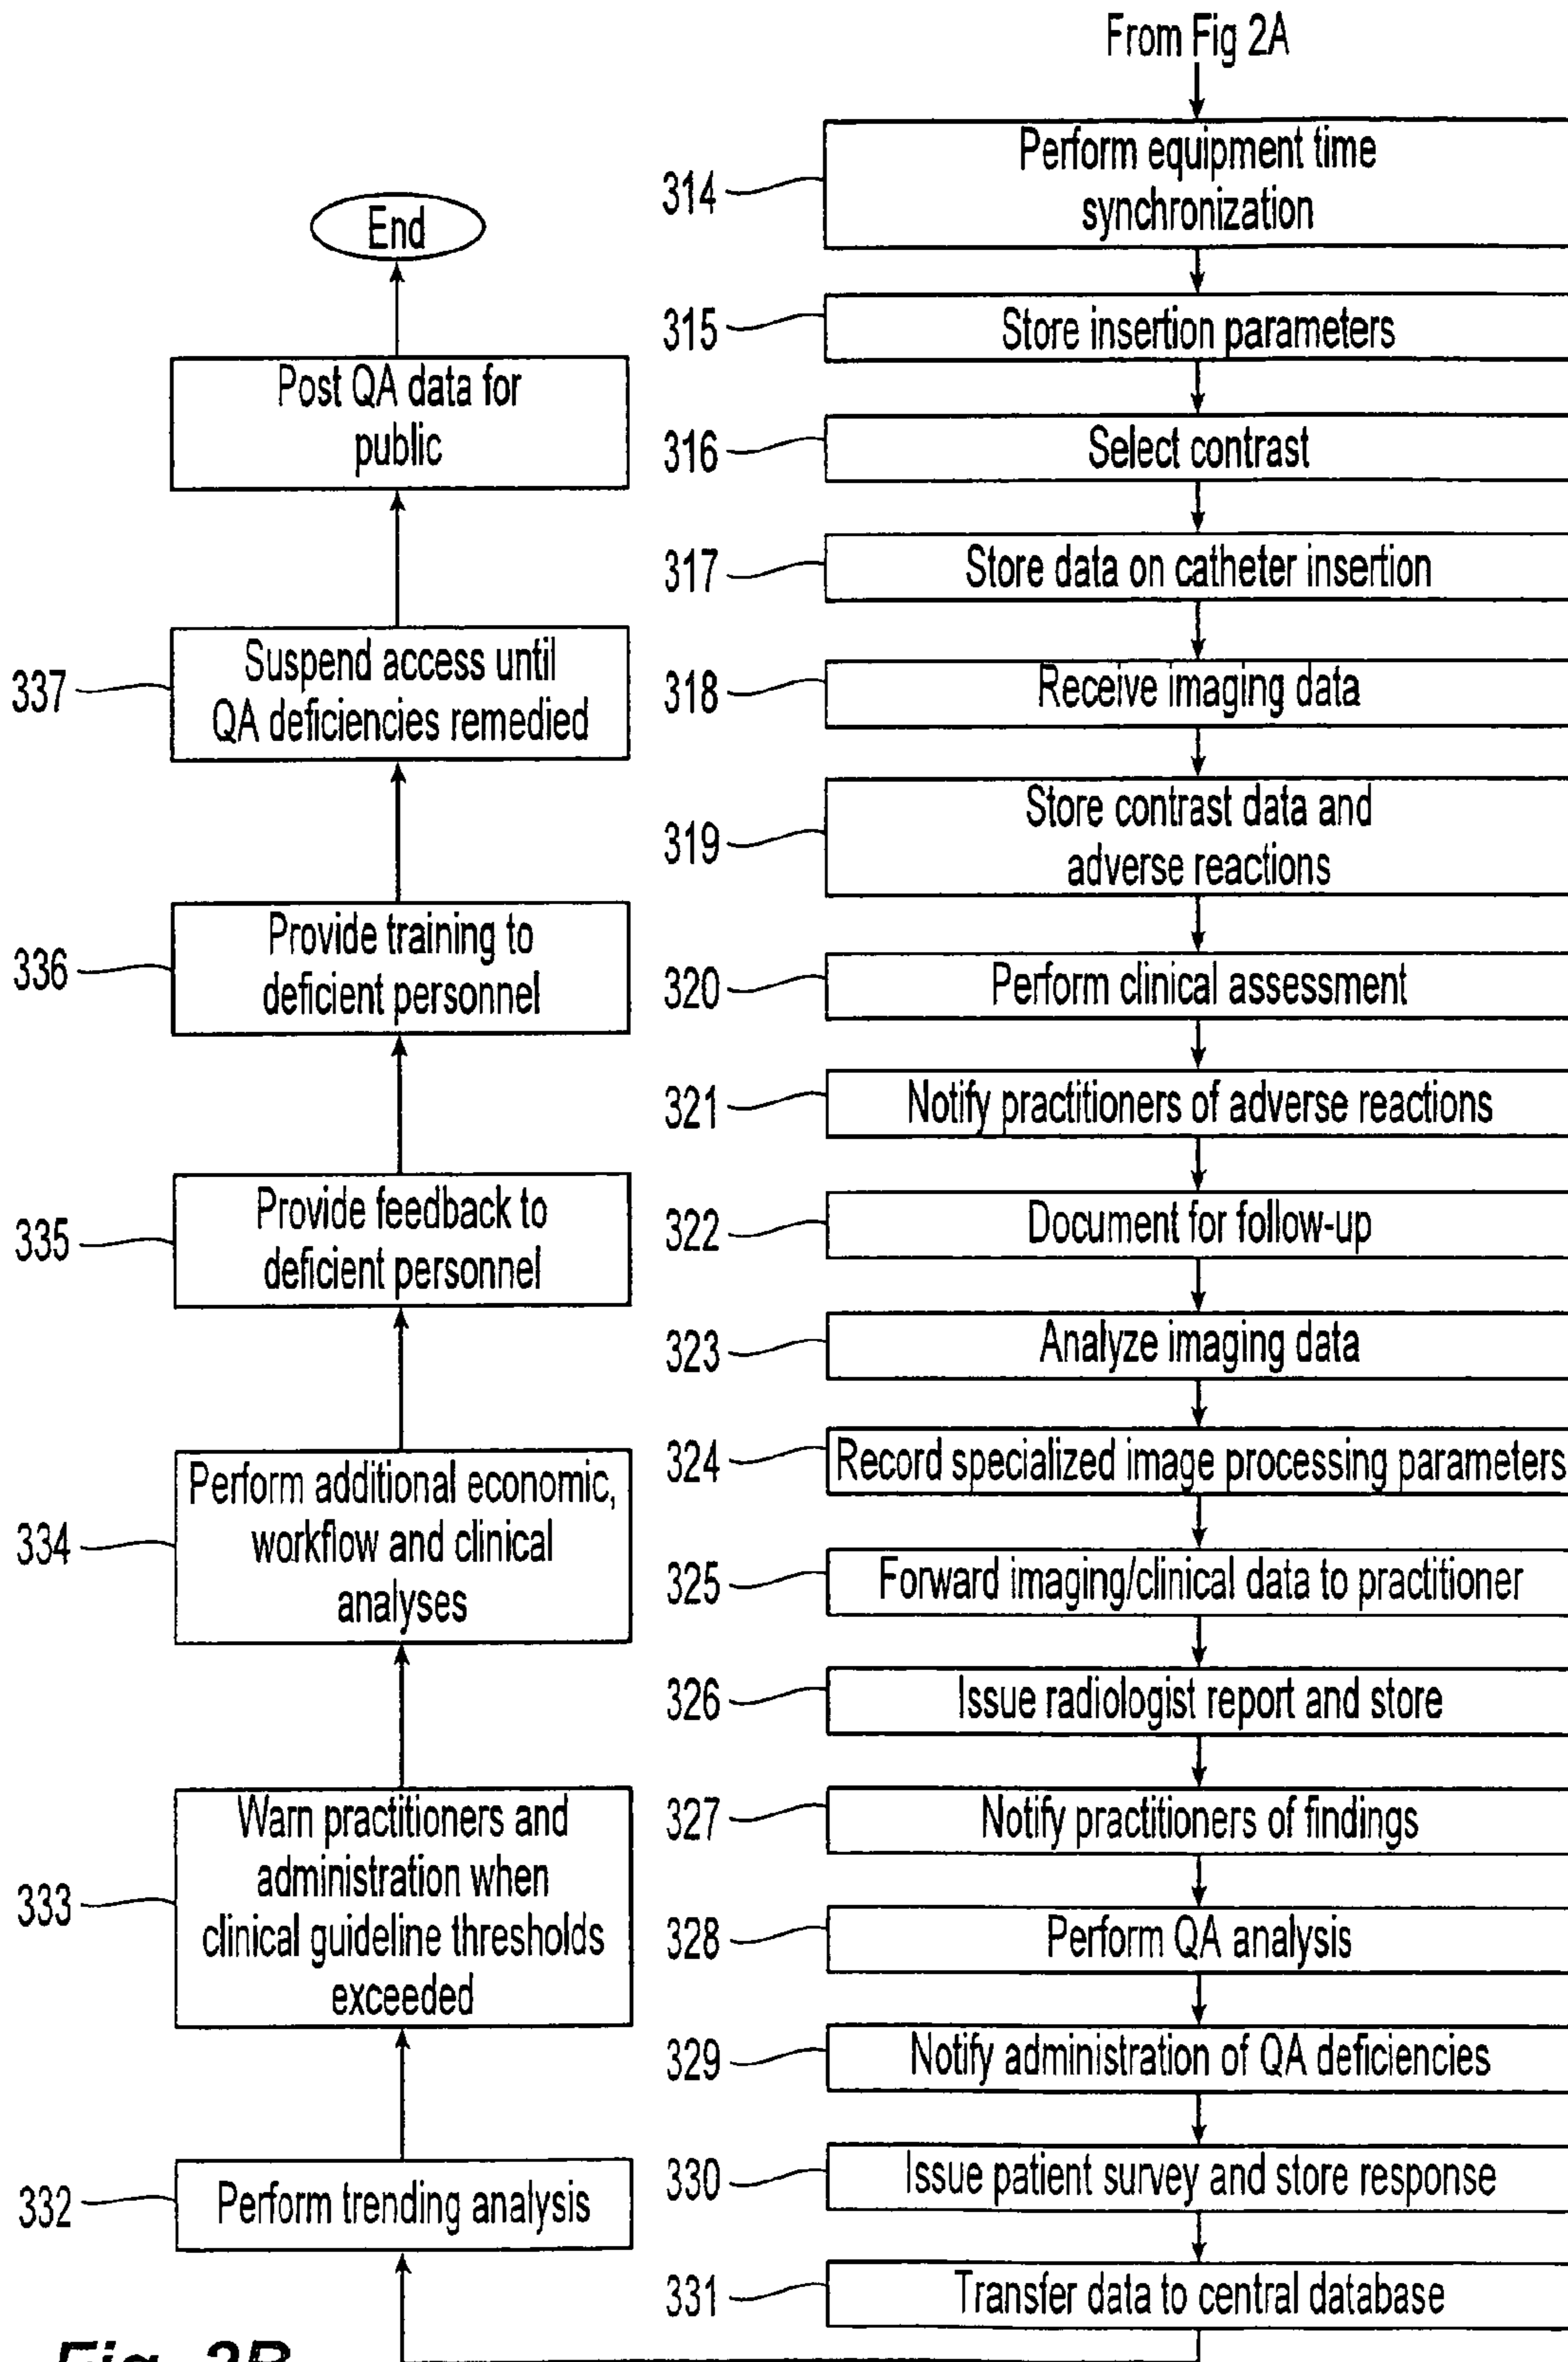 From Fig 2A
314
Perform equipment time
synchronization
315
Store insertion parameters
316
Select contrast
317
Store data on catheter insertion
318
Receive imaging data
319
Store contrast data and
adverse reactions
320
Perform clinical assessment
321
Notify practitioners of adverse reactions
322
Document for follow-up
323
Analyze imaging data
324
Record specialized image processing parameters
325
Forward imaging/clinical data to practitioner
326
Issue radiologist report and store
327
Notify practitioners of findings
328
Perform QA analysis
329
Notify administration of QA deficiencies
330
Issue patient survey and store response
331
Transfer data to central database
332
Perform trending analysis
333
Warn practitioners and
administration when
clinical guideline thresholds
exceeded
334
Perform additional economic,
workflow and clinical
analyses
335
Provide feedback to
deficient personnel
336
Provide training to
deficient personnel
337
Suspend access until
QA deficiencies remedied
Post QA data for
public
End
Fig. 2B